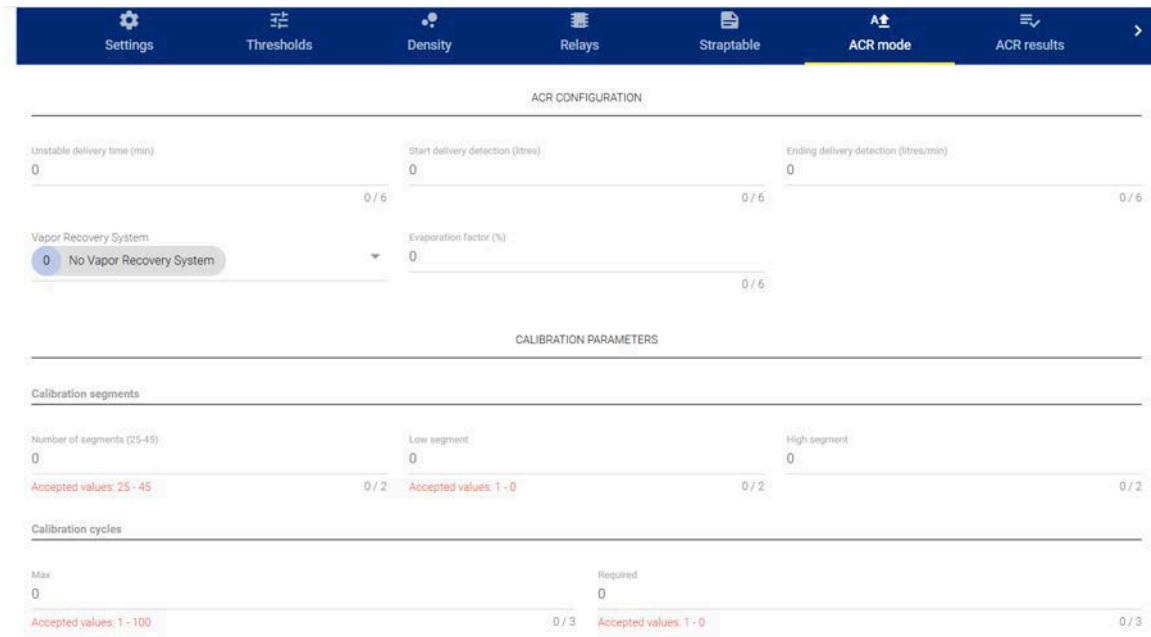 Settings Thresholds Density Relays Straptable ACR mode ACR results
ACR CONFIGURATION
Unstable delivery time (min) Start delivery detection (litres) Ending delivery detection (litres/min)
0 0 0
0 / 6 0 / 6 0 / 6
Vapor Recovery System Evaporation factor (%)
0 No Vapor Recovery System 0
0 / 6
CALIBRATION PARAMETERS
Calibration segments
Number of segments (25-45) Low segment High segment
0 0 0
Accepted values: 25 - 45 0 / 2 Accepted values: 1 - 0 0 / 2 0 / 2
Calibration cycles
Max Required
0 0
Accepted values: 1 - 100 0 / 3 Accepted values: 1 - 0 0 / 3